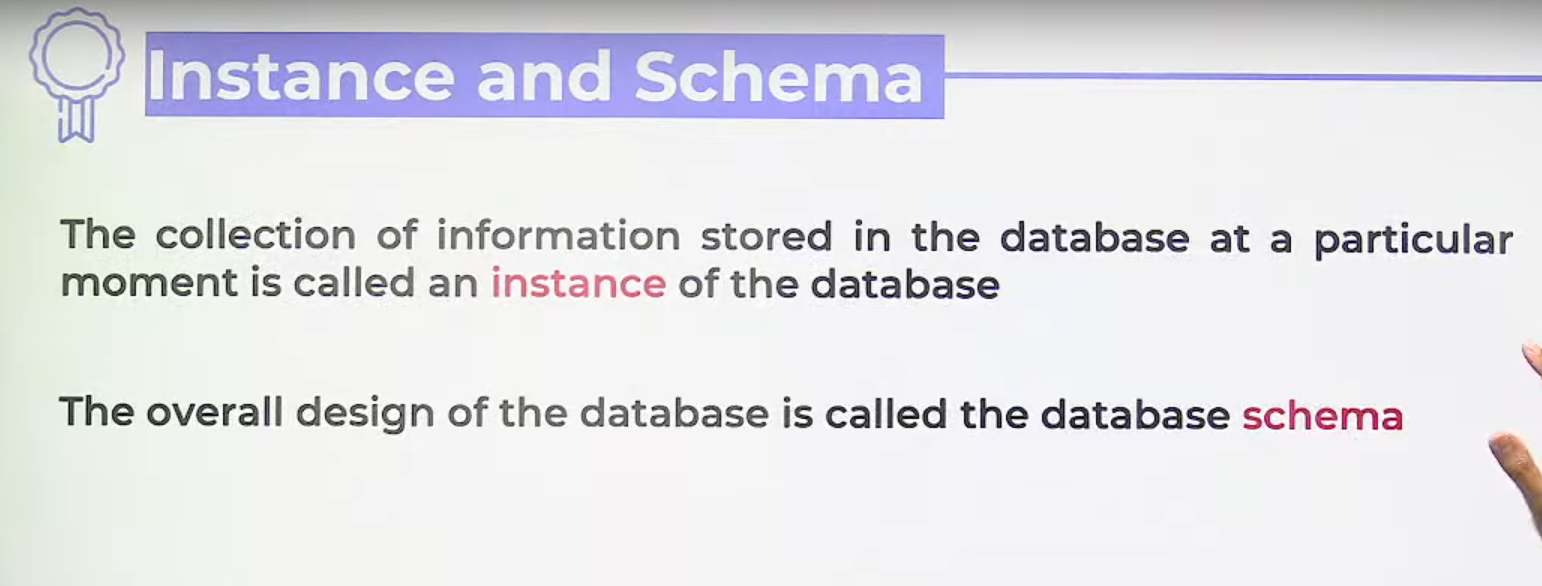 Instance and Schema
The collection of information stored in the database at a particular
moment is called an instance of the database
The overall design of the database is called the database schema